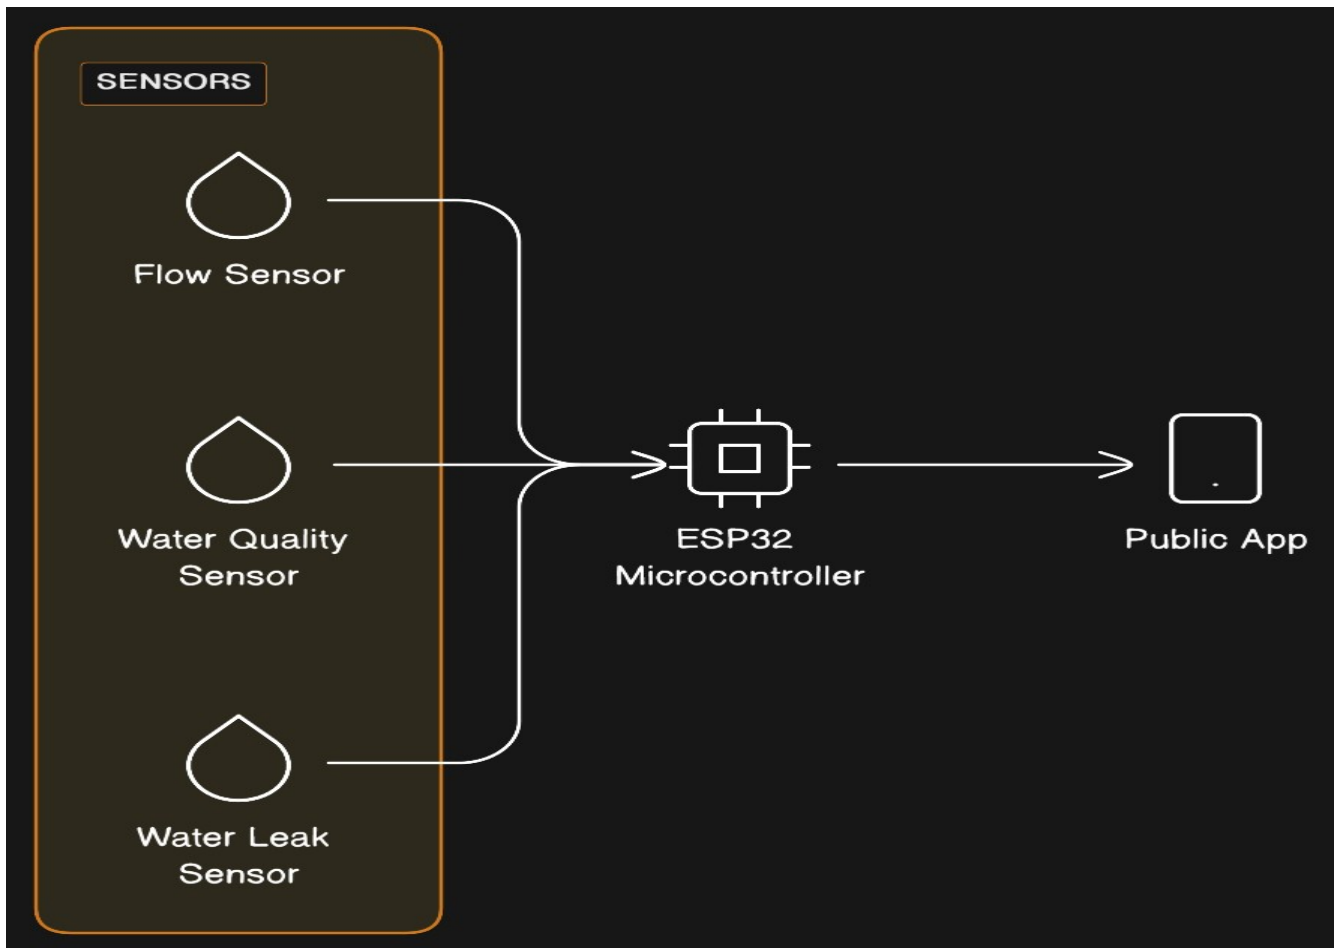 SENSORS
Flow Sensor
Water Quality
Sensor
Water Leak
Sensor
ESP32
Microcontroller
Public App